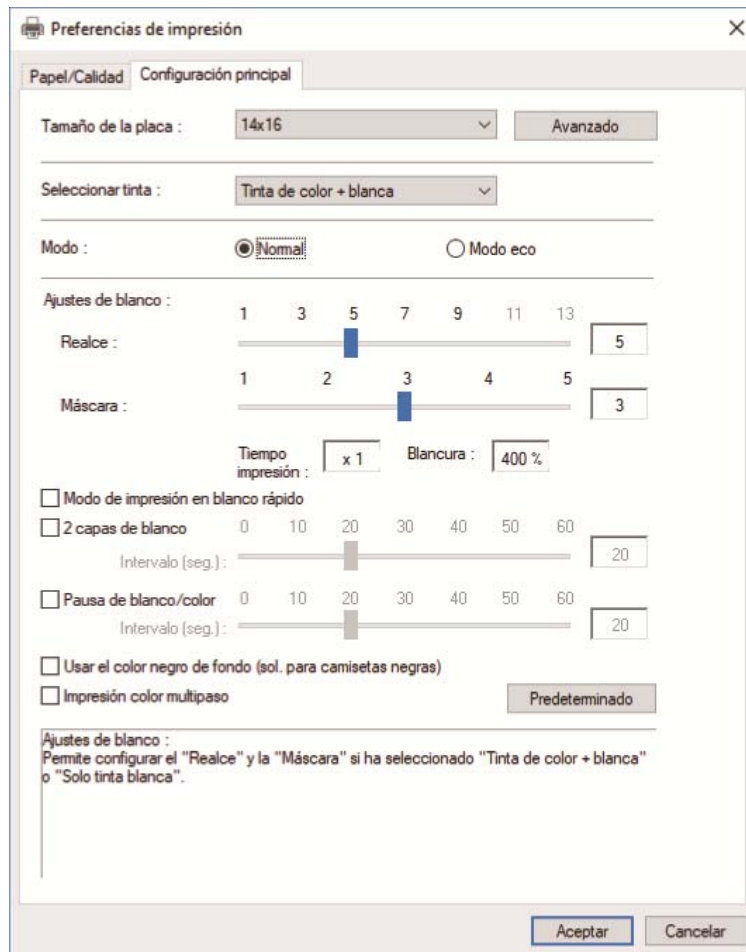 Preferencias de impresión
Papel/Calidad Configuración principal
Tamaño de la placa : 14x16 Avanzado
Seleccionar tinta : Tinta de color + blanca
Modo : Normal Modo eco
Ajustes de blanco :
1 3 5 7 9 11 13
Realce : 5
1 2 3 4 5
Máscara : 3
Tiempo impresión : x 1 Blancura : 400 %
Modo de impresión en blanco rápido
2 capas de blanco 0 10 20 30 40 50 60
Intervalo (seg.) : 20
Pausa de blanco/color 0 10 20 30 40 50 60
Intervalo (seg.) : 20
Usar el color negro de fondo (sol. para camisetas negras)
Impresión color multipaso Predeterminado
Ajustes de blanco :
Permite configurar el "Realce" y la "Máscara" si ha seleccionado "Tinta de color + blanca"
o "Solo tinta blanca".
Aceptar Cancelar